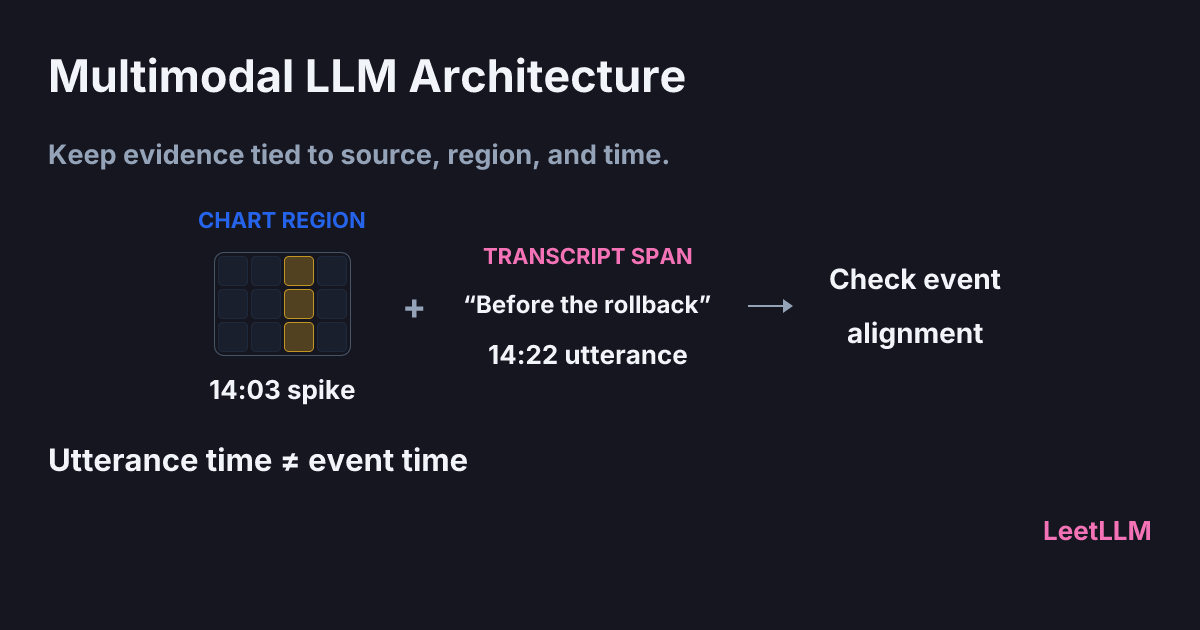 Multimodal LLM Architecture
Keep evidence tied to source, region, and time.
CHART REGION
14:03 spike
+
TRANSCRIPT SPAN
“Before the rollback”
14:22 utterance
Check event
alignment
Utterance time ≠ event time
LeetLLM